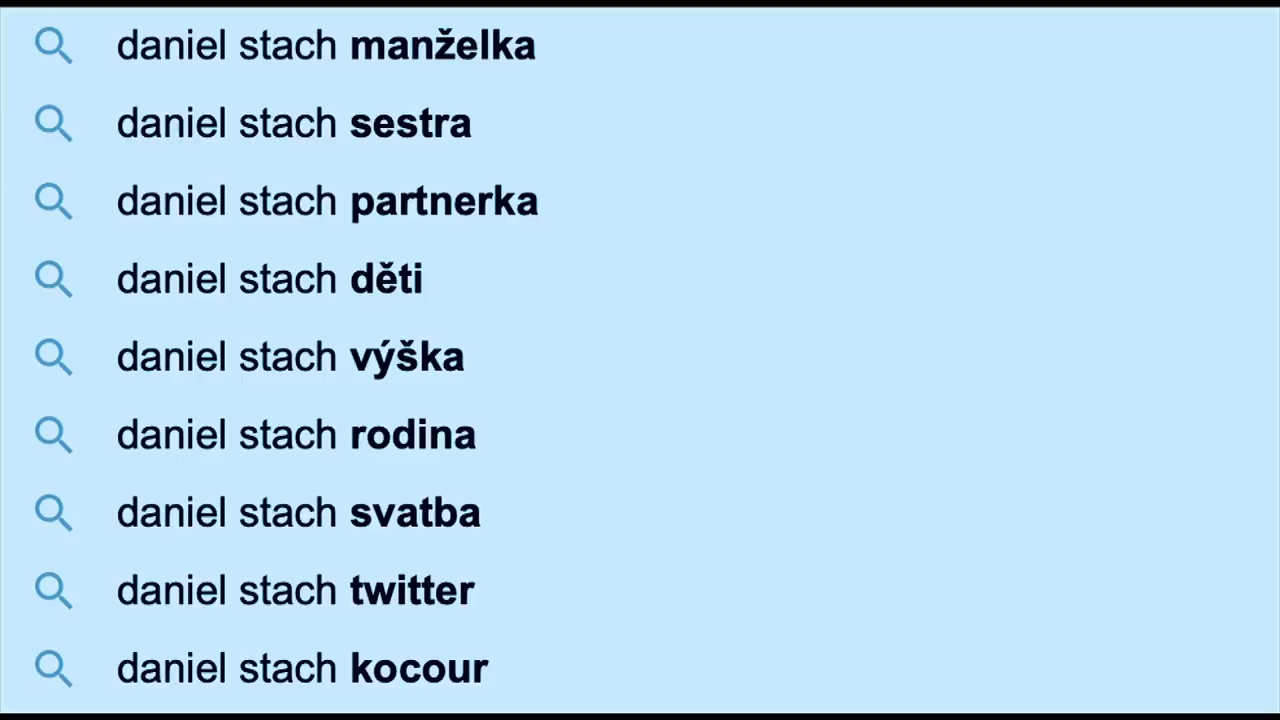 daniel stach manželka
daniel stach sestra
daniel stach partnerka
daniel stach děti
daniel stach výška
daniel stach rodina
daniel stach svatba
daniel stach twitter
daniel stach kocour